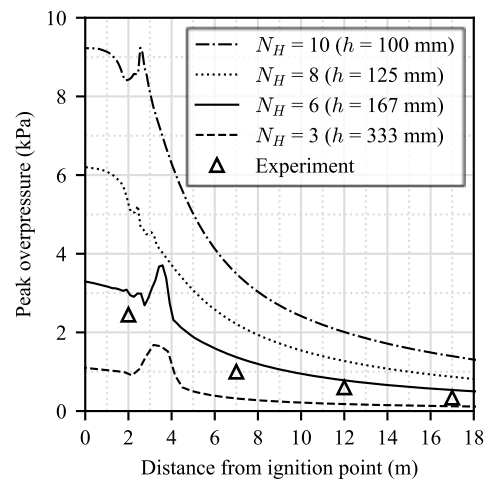 10
8
6
4
2
0
Peak overpressure (kPa)
N_H = 10 (h = 100 mm)
N_H = 8 (h = 125 mm)
N_H = 6 (h = 167 mm)
N_H = 3 (h = 333 mm)
Experiment
0 2 4 6 8 10 12 14 16 18
Distance from ignition point (m)